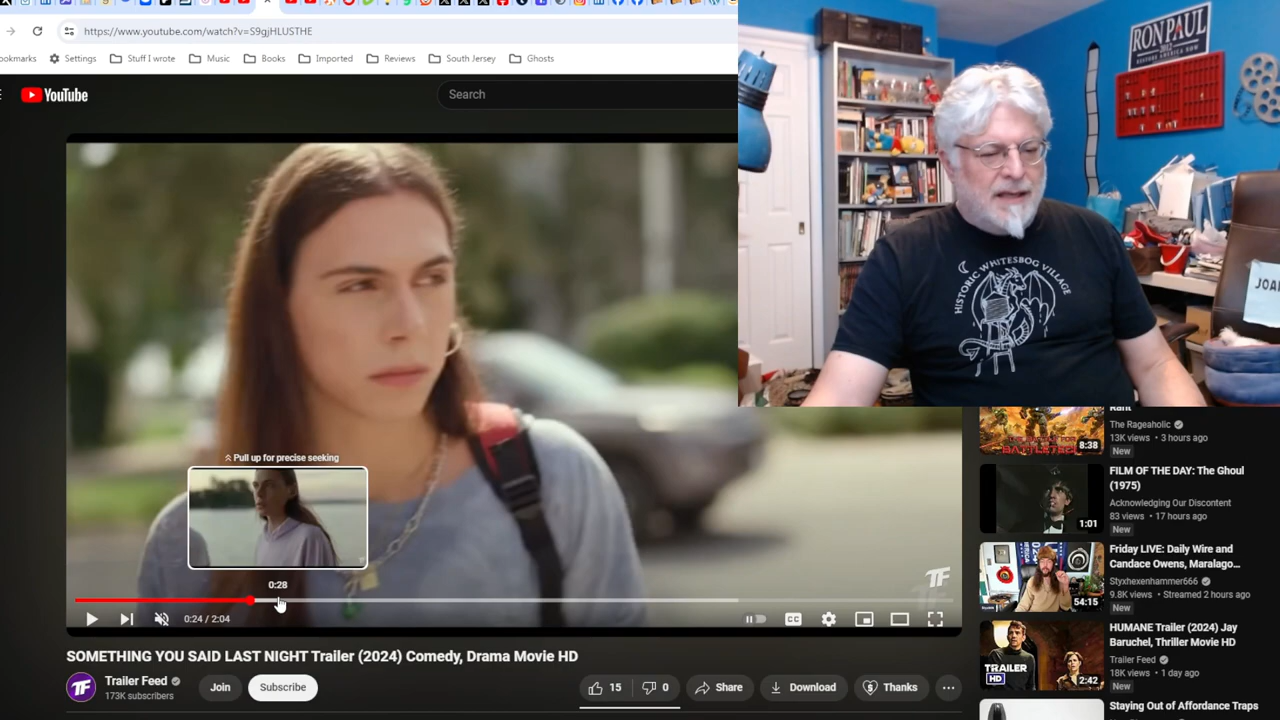 https://www.youtube.com/watch?v=S9gjHLUSTHE
Settings
Stuff I wrote
Music
Books
Imported
Reviews
South Jersey
Ghosts
YouTube
Search
RON PAUL
2012
HISTORIC WHITESBOG VILLAGE
Pull up for precise seeking
0:28
0:24 / 2:04
CC
TF
SOMETHING YOU SAID LAST NIGHT Trailer (2024) Comedy, Drama Movie HD
TF
Trailer Feed
173K subscribers
Join
Subscribe
15
0
Share
Download
Thanks
8:38
Rant
The Rageaholic
13K views • 3 hours ago
New
1:01
FILM OF THE DAY: The Ghoul
(1975)
Acknowledging Our Discontent
83 views • 17 hours ago
New
54:15
Friday LIVE: Daily Wire and
Candace Owens, Maralago...
Styxhexenhammer666
9.8K views • Streamed 2 hours ago
New
TRAILER
HD
2:42
HUMANE Trailer (2024) Jay
Baruchel, Thriller Movie HD
Trailer Feed
18K views • 1 day ago
New
Staying Out of Affordance Traps